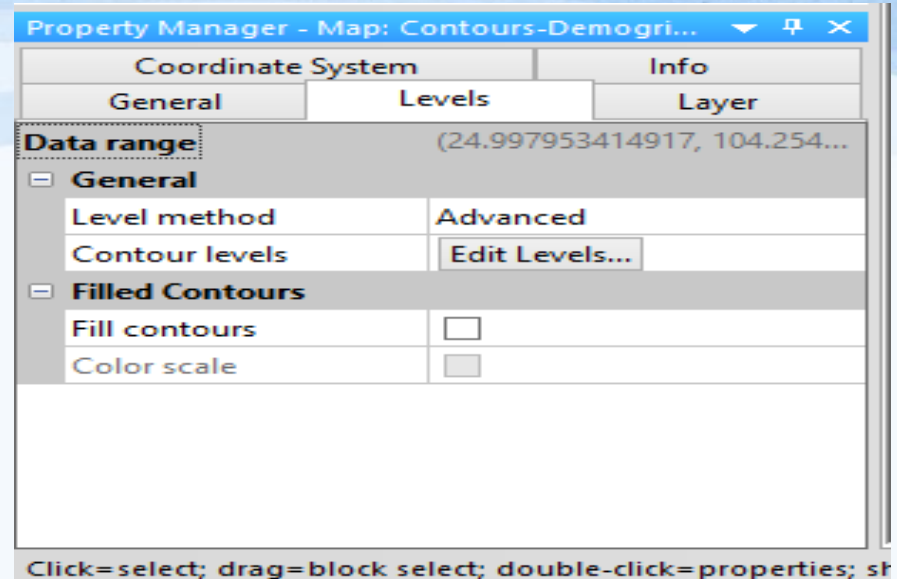 Property Manager - Map: Contours-Demogri...
Coordinate System Info
General Levels Layer
Data range (24.997953414917, 104.254...
General
Level method Advanced
Contour levels Edit Levels...
Filled Contours
Fill contours
Color scale
Click=select; drag=block select; double-click=properties; sh